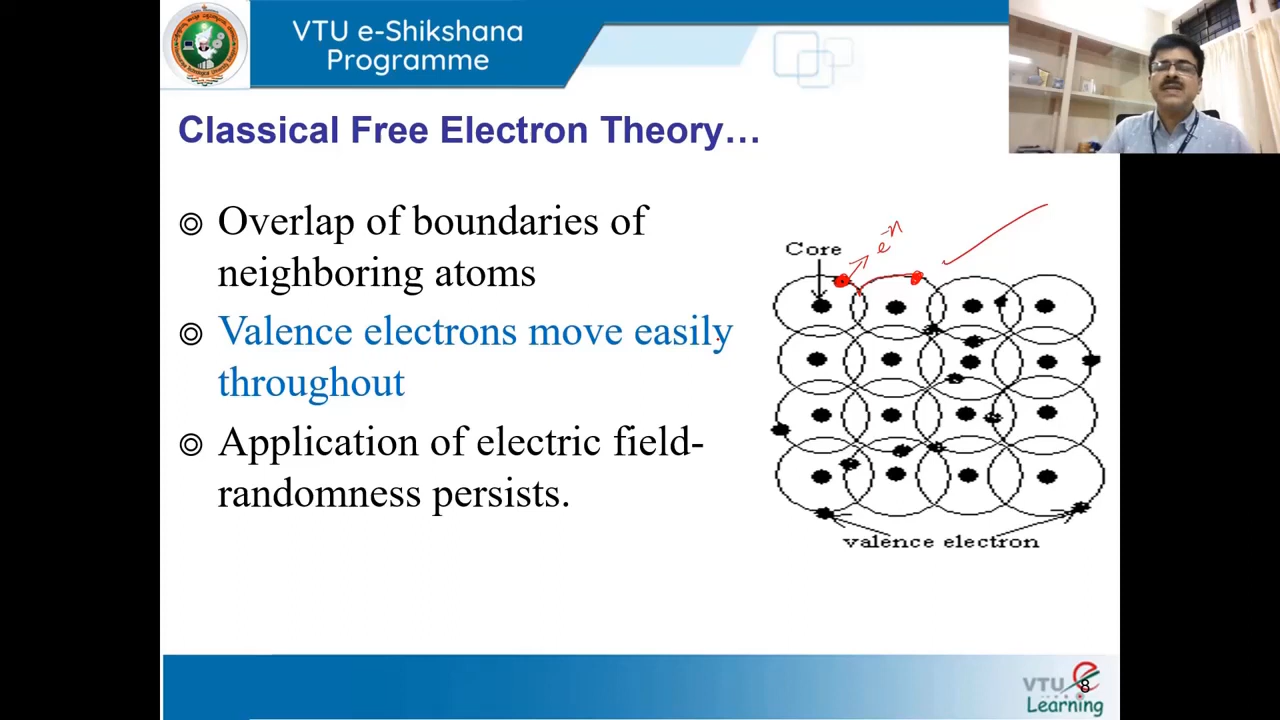 VTU e-Shikshana
Programme
Classical Free Electron Theory…
Overlap of boundaries of
neighboring atoms
Valence electrons move easily
throughout
Application of electric field-
randomness persists.
Core
valence electron
VTU
8
Learning